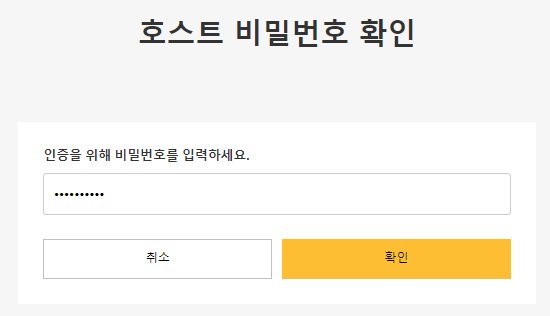 호스트 비밀번호 확인
인증을 위해 비밀번호를 입력하세요.
••••••••••
취소
확인